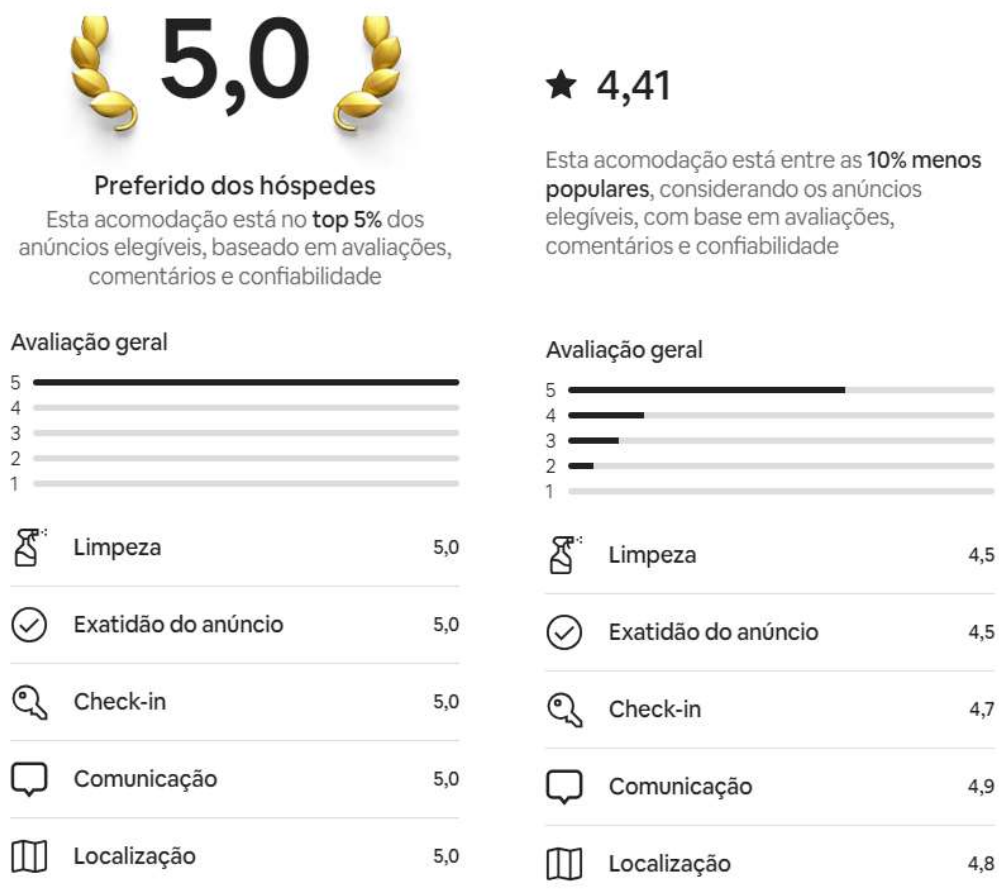 5,0
Preferido dos hóspedes
Esta acomodação está no top 5% dos
anúncios elegíveis, baseado em avaliações,
comentários e confiabilidade
Avaliação geral
5
4
3
2
1
Limpeza 5,0
Exatidão do anúncio 5,0
Check-in 5,0
Comunicação 5,0
Localização 5,0
4,41
Esta acomodação está entre as 10% menos
populares, considerando os anúncios
elegíveis, com base em avaliações,
comentários e confiabilidade
Avaliação geral
5
4
3
2
1
Limpeza 4,5
Exatidão do anúncio 4,5
Check-in 4,7
Comunicação 4,9
Localização 4,8